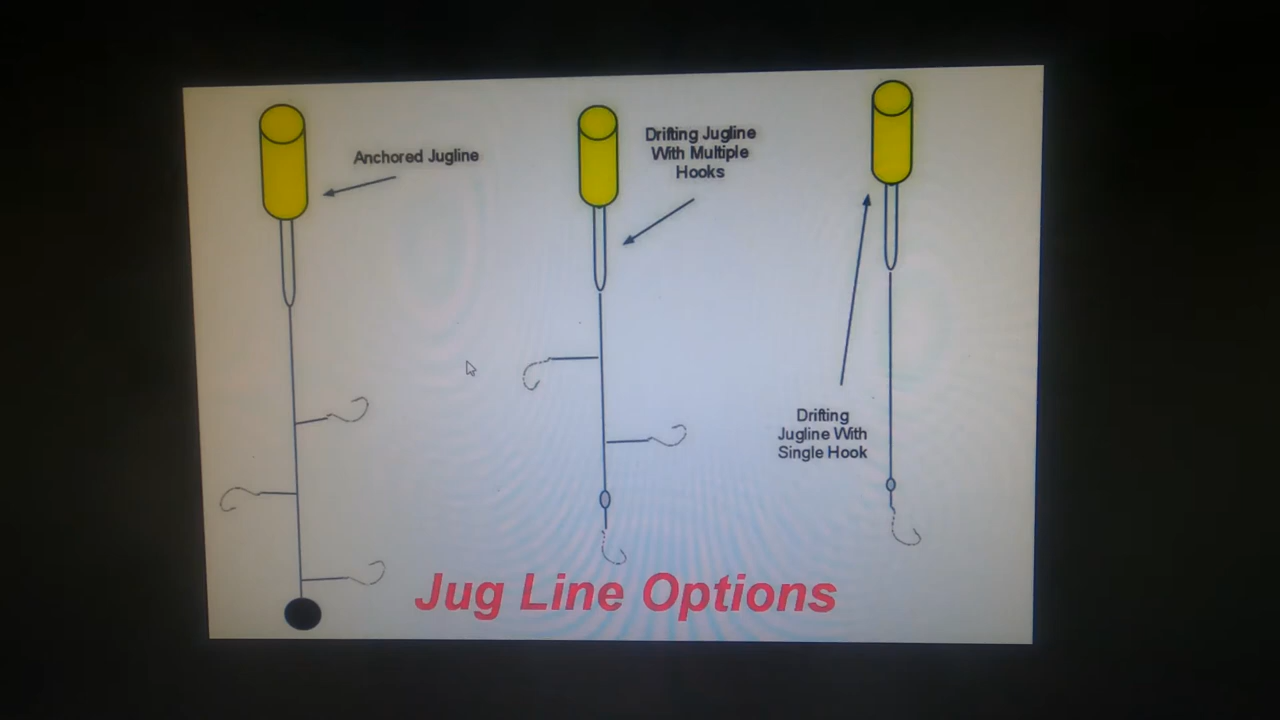 Anchored Jugline
Drifting Jugline
With Multiple
Hooks
Drifting
Jugline With
Single Hook
Jug Line Options